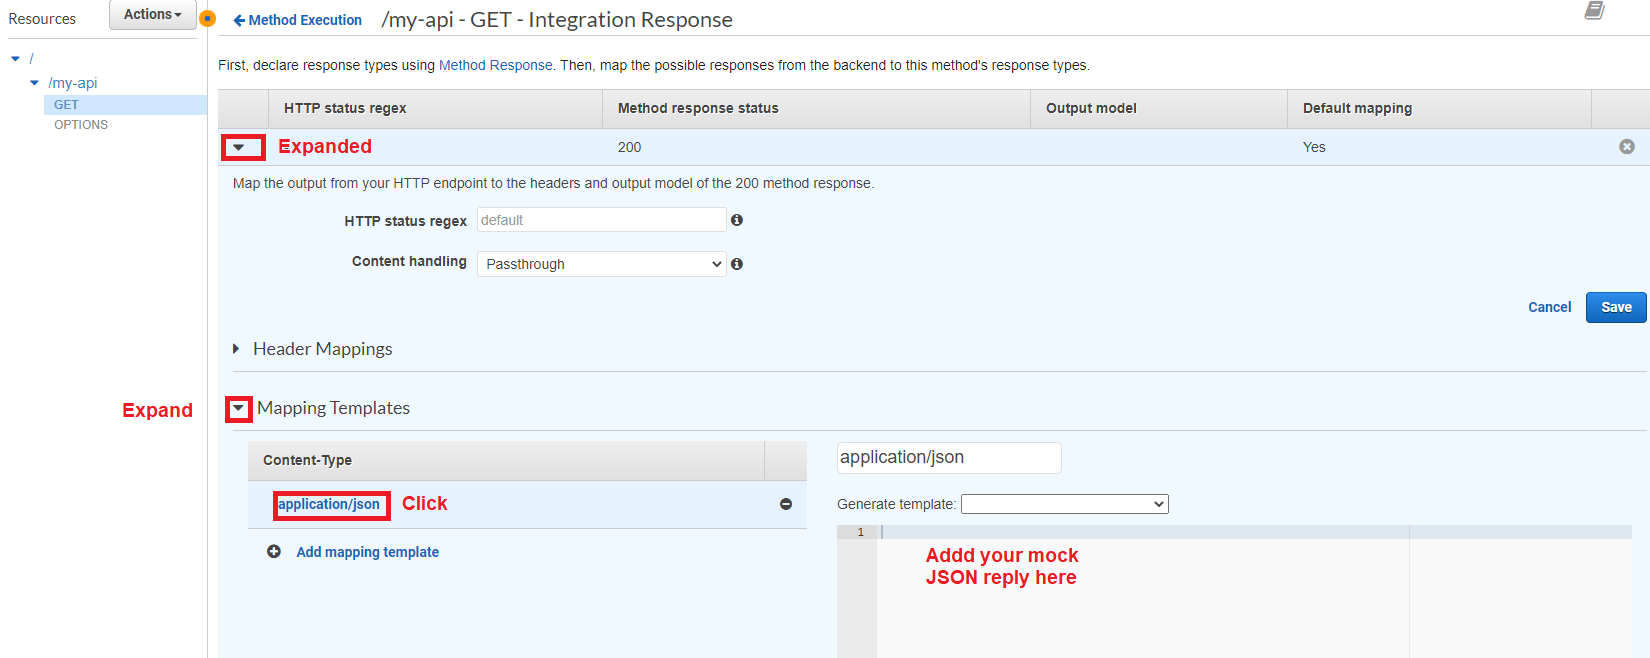 Resources
Actions
Method Execution /my-api - GET - Integration Response
/
/my-api
GET
OPTIONS
First, declare response types using Method Response. Then, map the possible responses from the backend to this method's response types.
HTTP status regex Method response status Output model Default mapping
Expanded 200 Yes
Map the output from your HTTP endpoint to the headers and output model of the 200 method response.
HTTP status regex default
Content handling Passthrough
Cancel Save
Header Mappings
Expand
Mapping Templates
Content-Type
application/json Click
Add mapping template
application/json
Generate template:
1
Addd your mock
JSON reply here